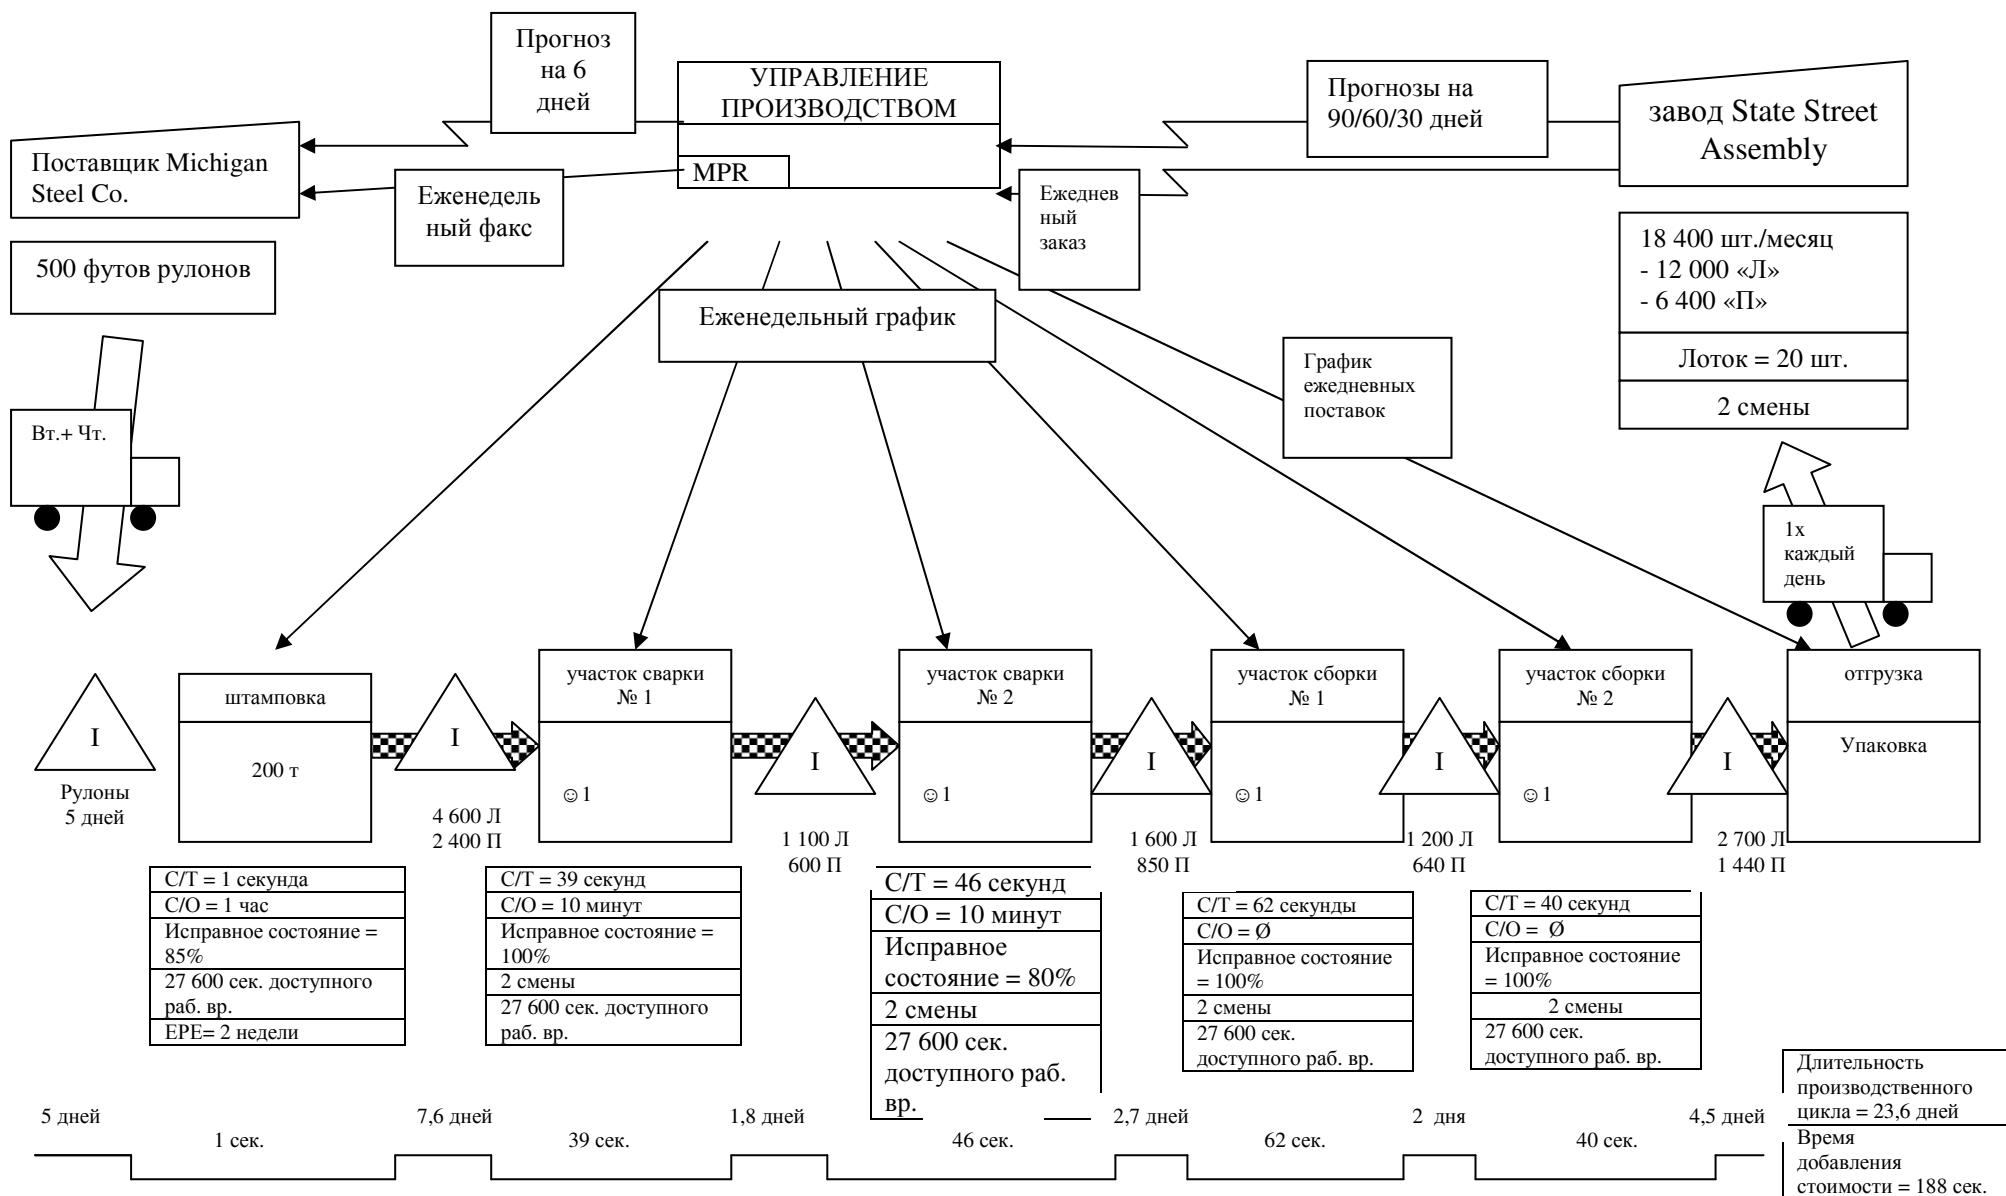 Прогноз
на 6
дней
УПРАВЛЕНИЕ
ПРОИЗВОДСТВОМ
MPR
Прогнозы на
90/60/30 дней
завод State Street
Assembly
Поставщик Michigan
Steel Co.
Еженедель
ный факс
Ежеднев
ный
заказ
500 футов рулонов
18 400 шт./месяц
- 12 000 «Л»
- 6 400 «П»
Лоток = 20 шт.
2 смены
Еженедельный график
График
ежедневных
поставок
Вт.+ Чт.
1х
каждый
день
I
Рулоны
5 дней
штамповка
200 т
I
4 600 Л
2 400 П
участок сварки
№ 1
☺1
I
1 100 Л
600 П
участок сварки
№ 2
☺1
I
1 600 Л
850 П
участок сборки
№ 1
☺1
I
1 200 Л
640 П
участок сборки
№ 2
☺1
I
2 700 Л
1 440 П
отгрузка
Упаковка
С/Т = 1 секунда
С/О = 1 час
Исправное состояние =
85%
27 600 сек. доступного
раб. вр.
EPE= 2 недели
С/Т = 39 секунд
С/О = 10 минут
Исправное состояние =
100%
2 смены
27 600 сек. доступного
раб. вр.
С/Т = 46 секунд
С/О = 10 минут
Исправное
состояние = 80%
2 смены
27 600 сек.
доступного раб.
вр.
С/Т = 62 секунды
С/О = Ø
Исправное состояние
= 100%
2 смены
27 600 сек.
доступного раб. вр.
С/Т = 40 секунд
С/О = Ø
Исправное состояние
= 100%
2 смены
27 600 сек.
доступного раб. вр.
5 дней
1 сек.
7,6 дней
39 сек.
1,8 дней
46 сек.
2,7 дней
62 сек.
2 дня
40 сек.
4,5 дней
Длительность
производственного
цикла = 23,6 дней
Время
добавления
стоимости = 188 сек.